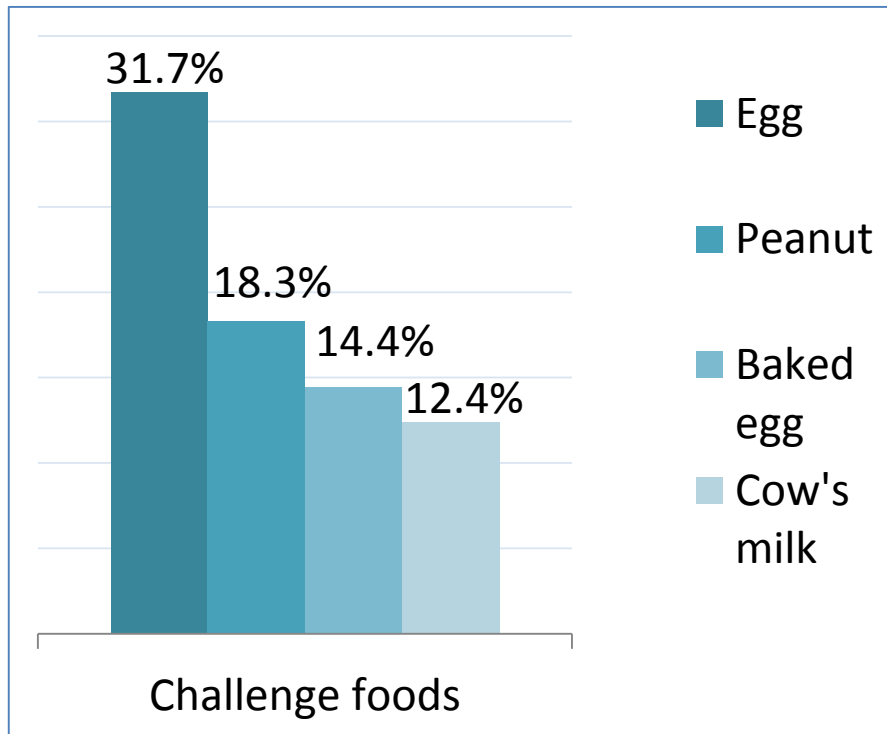 31.7%
18.3%
14.4%
12.4%
Challenge foods
Egg
Peanut
Baked
egg
Cow's
milk